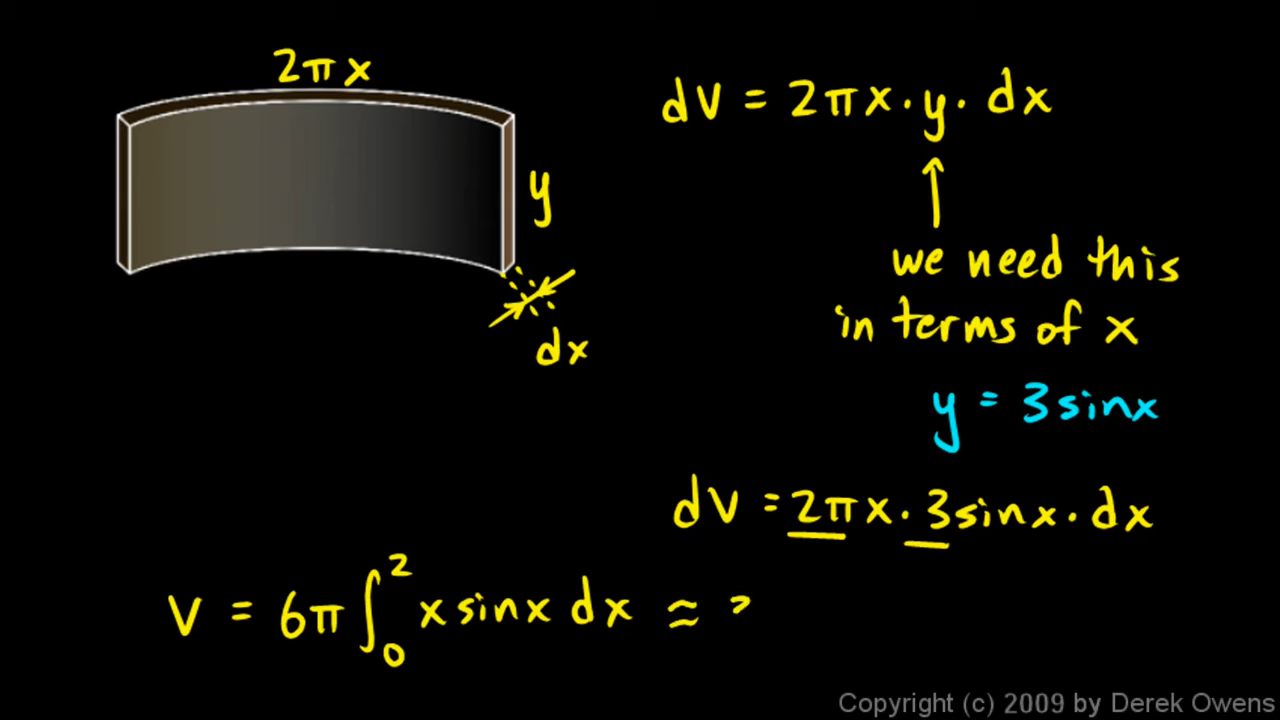 2πx
dV = 2πx · y · dx
y
we need this
in terms of x
dx
y = 3sinx
dV = 2πx · 3sinx · dx
V = 6π ∫₀² x sinx dx ≈
Copyright (c) 2009 by Derek Owens